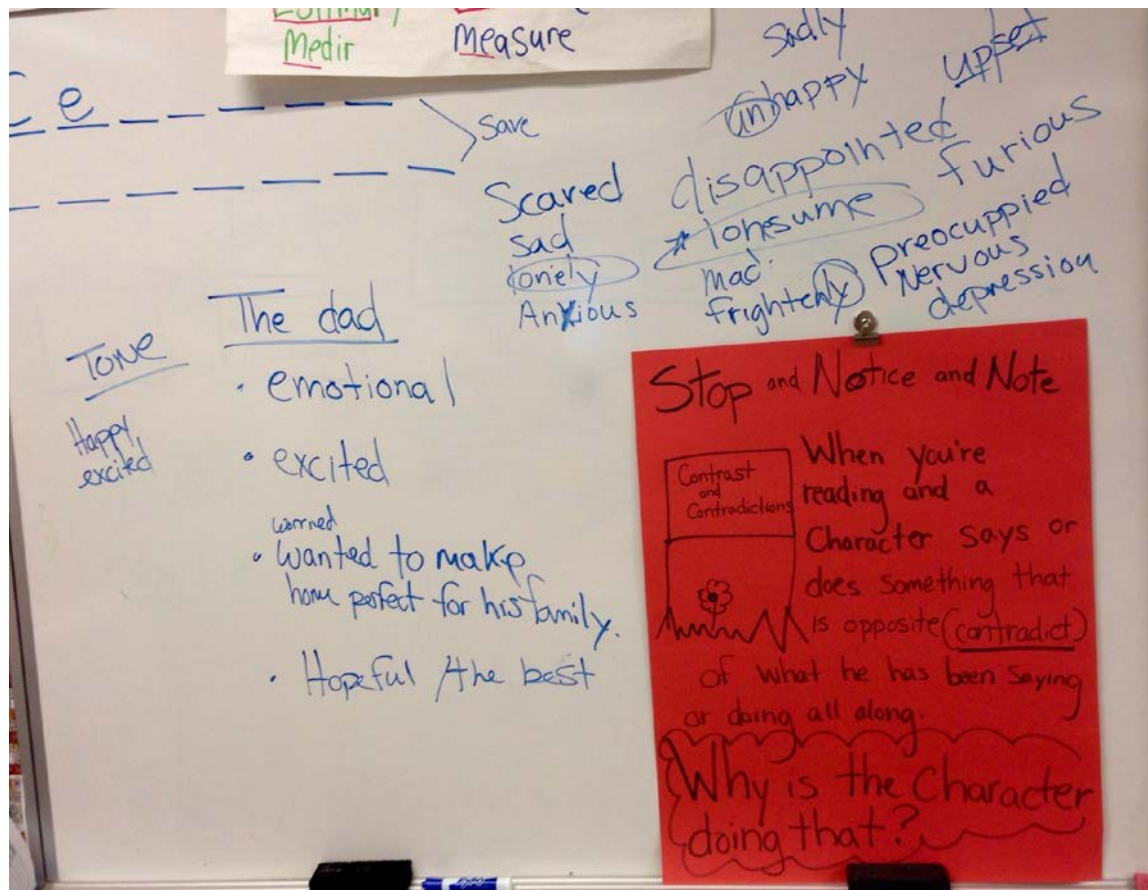 Medir
Measure
ce
save
sadly
unhappy
upset
Scared
sad
lonely
Anxious
disappointed
lonesume
mad
frightenly
furious
preocuppied
Nervous
depression
Tone
Happy,
excited
The dad
• emotional
• excited
worried
• wanted to make
home perfect for his family.
• Hopeful /the best
Stop and Notice and Note
Contrast
and
Contradictions
When you're
reading and a
Character says or
does something that
is opposite (contradict)
of what he has been saying
or doing all along.
Why is the Character
doing that?